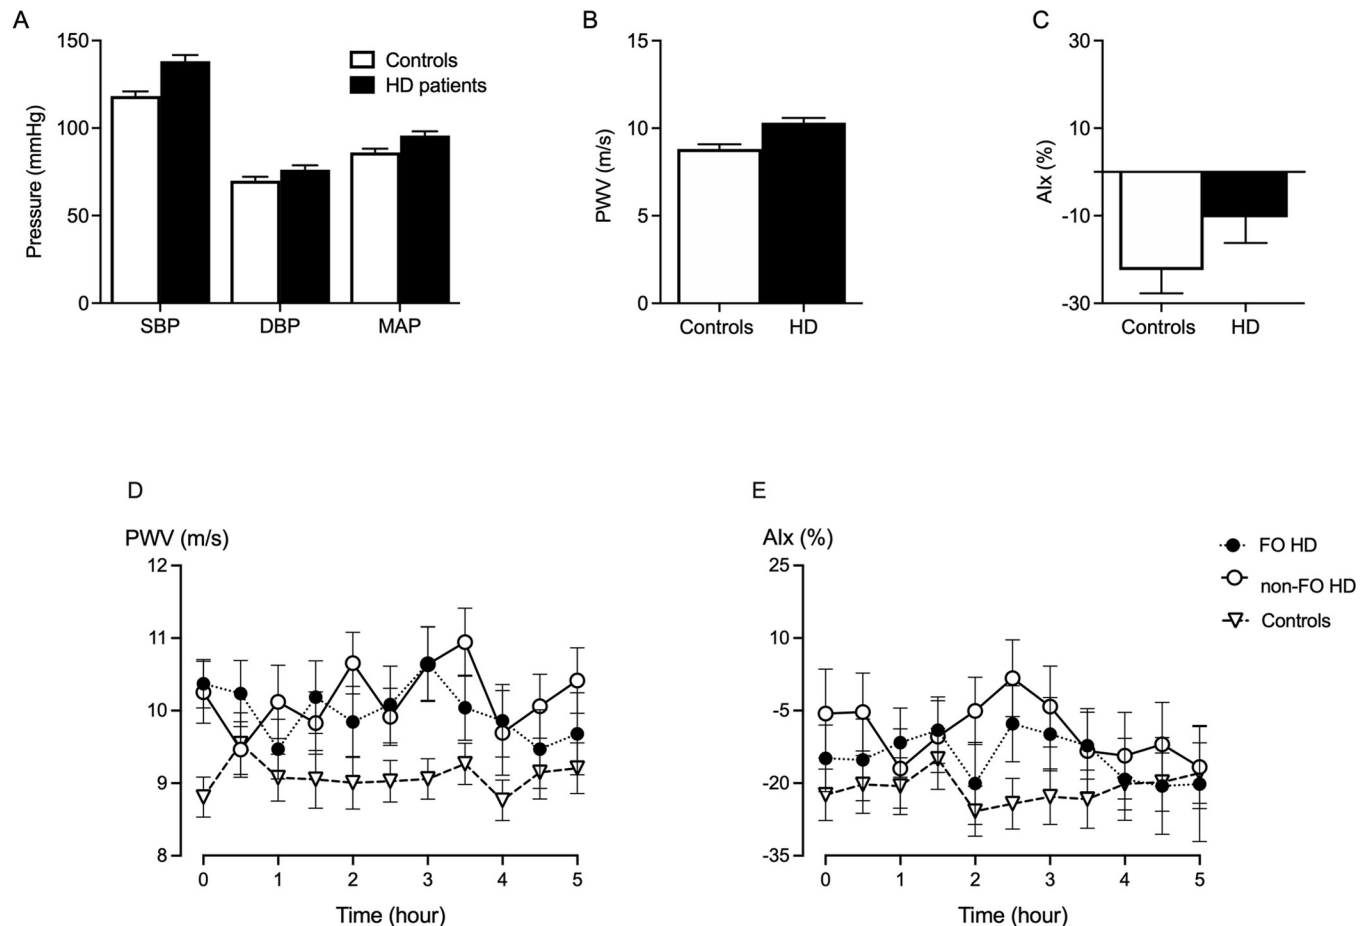 A
Pressure (mmHg)
150
100
50
0
SBP DBP MAP
Controls
HD patients
B
PWV (m/s)
15
10
5
0
Controls HD
C
AIx (%)
30
10
-10
-30
Controls HD
D
PWV (m/s)
12
11
10
9
8
0 1 2 3 4 5
Time (hour)
E
AIx (%)
25
10
-5
-20
-35
0 1 2 3 4 5
Time (hour)
FO HD
non-FO HD
Controls